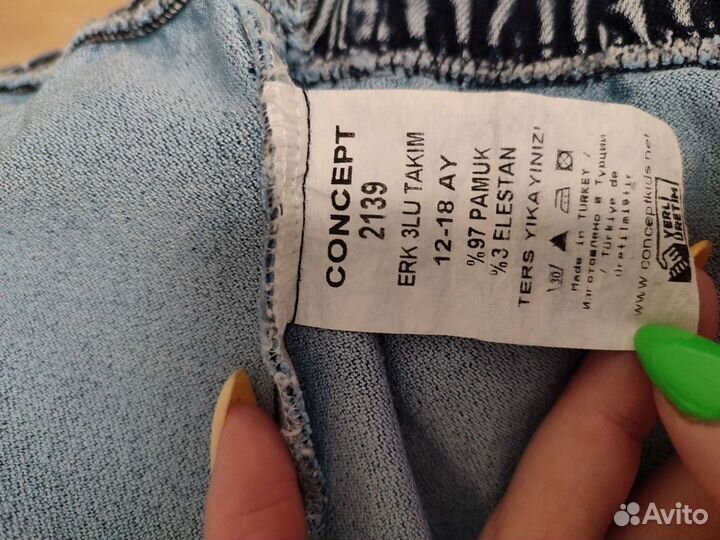 CONCEPT
2139
ERK 3LU TAKIM
12-18 AY
%97 PAMUK
%3 ELESTAN
TERS YIKAYINIZ!
30
Made in TURKEY /
Изготовлено в Турции
/ Türkiye de
üretilmiştir
www.conceptkids.net
YERLİ
ÜRETİM
Avito